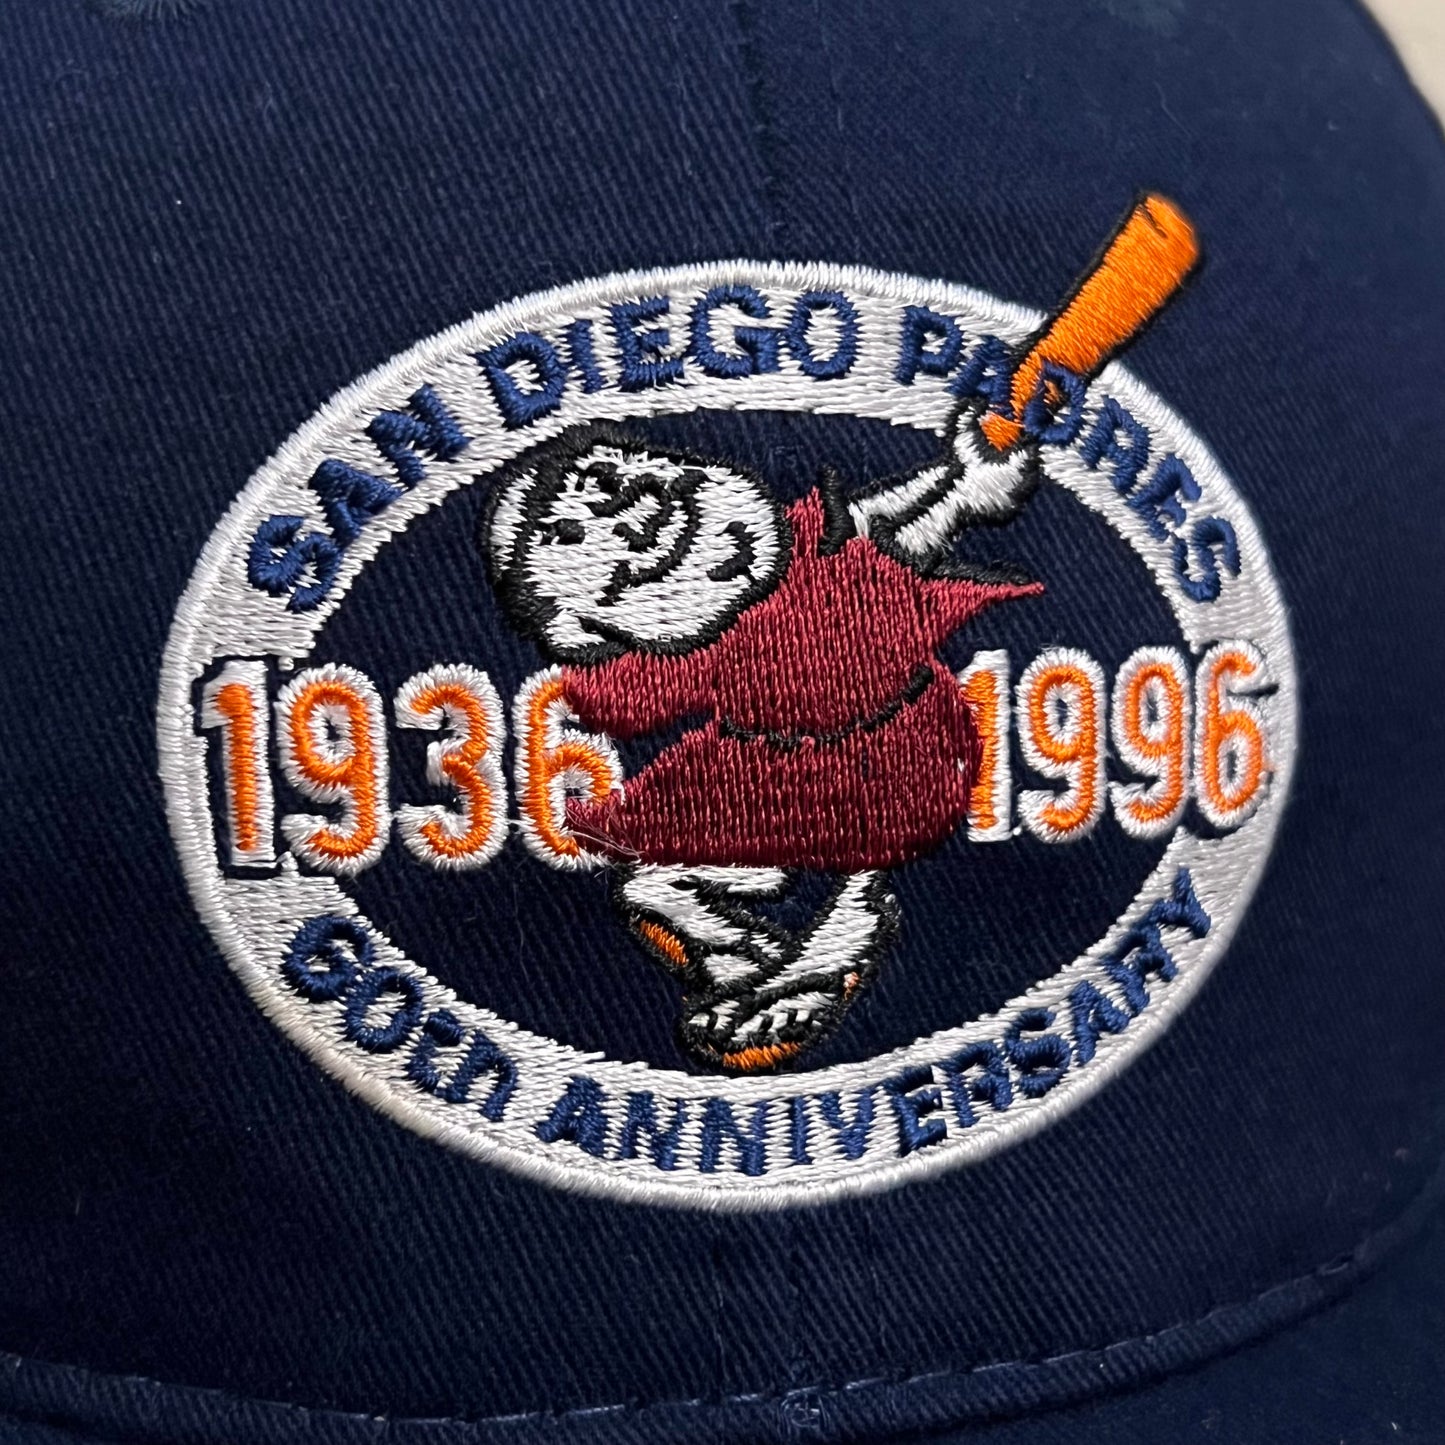 SAN DIEGO PADRES
1936 1996
60th ANNIVERSARY